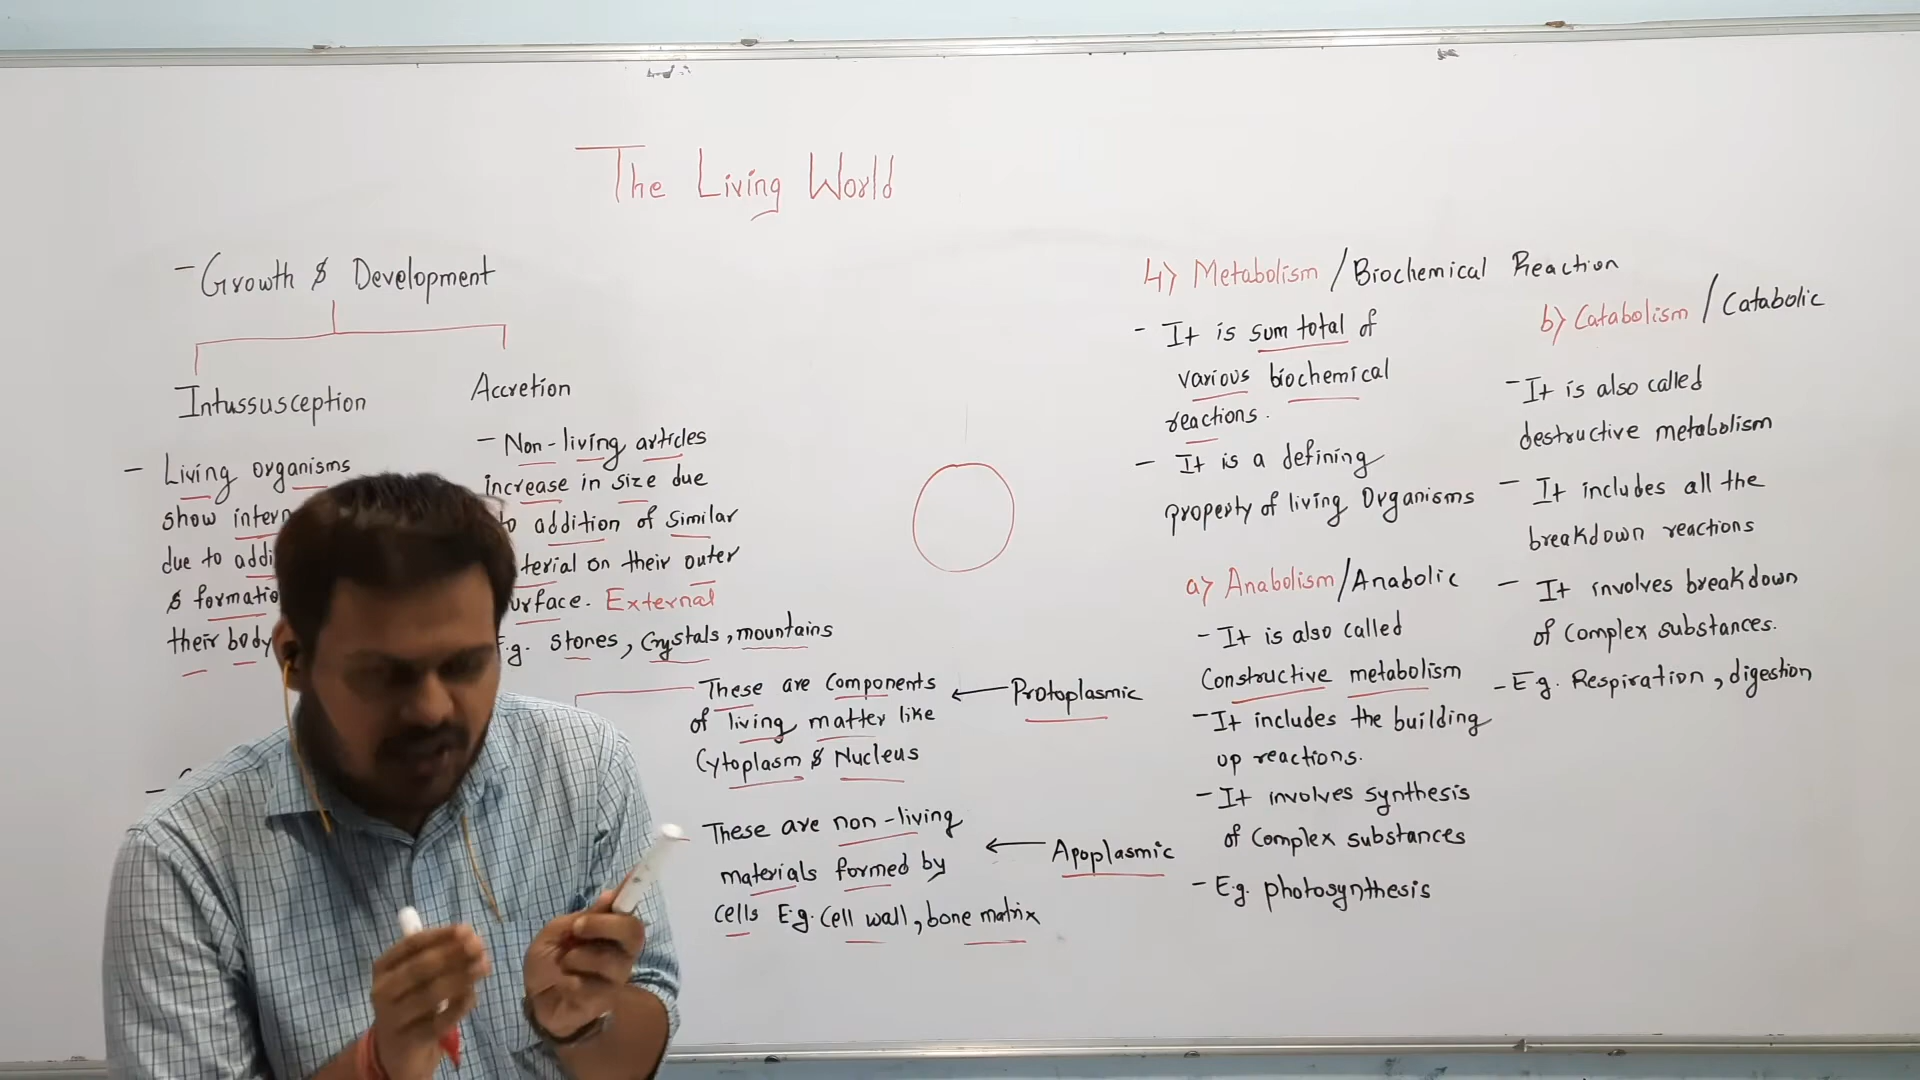 The Living World
- Growth & Development
Intussusception
- Living organisms
show intern
due to addi
& formatio
their body
Accretion
- Non-living articles
increase in size due
to addition of similar
terial on their outer
urface. External
E.g. stones, Crystals, mountains
These are components
of living matter like
Cytoplasm & Nucleus
← Protoplasmic
These are non-living
materials formed by
cells E.g. Cell wall, bone matrix
← Apoplasmic
4) Metabolism / Biochemical Reaction
- It is sum total of
various biochemical
reactions.
- It is a defining
property of living Organisms
a) Anabolism/Anabolic
- It is also called
Constructive metabolism
- It includes the building
up reactions.
- It involves synthesis
of Complex substances
- E.g. photosynthesis
b) Catabolism / Catabolic
- It is also called
destructive metabolism
- It includes all the
breakdown reactions
- It involves breakdown
of Complex substances.
- E.g. Respiration, digestion